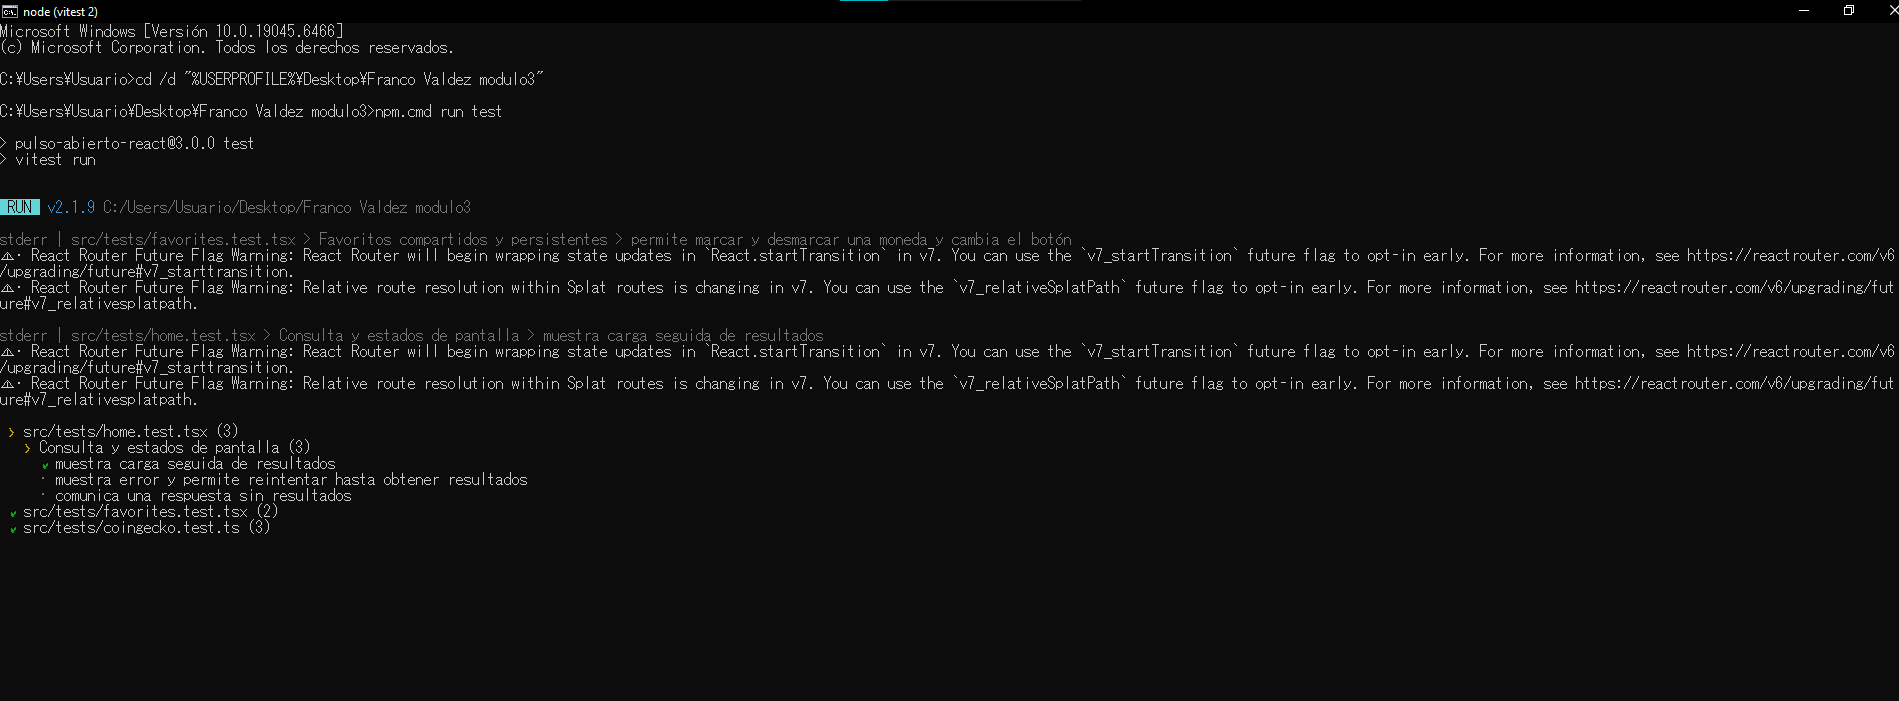 node (vitest 2)
Microsoft Windows [Versión 10.0.19045.6466]
(c) Microsoft Corporation. Todos los derechos reservados.
C:¥Users¥Usuario>cd /d "%USERPROFILE%¥Desktop¥Franco Valdez modulo3"
C:¥Users¥Usuario¥Desktop¥Franco Valdez modulo3>npm.cmd run test
> pulso-abierto-react@3.0.0 test
> vitest run
RUN v2.1.9 C:/Users/Usuario/Desktop/Franco Valdez modulo3
stderr | src/tests/favorites.test.tsx > Favoritos compartidos y persistentes > permite marcar y desmarcar una moneda y cambia el botón
⚠️· React Router Future Flag Warning: React Router will begin wrapping state updates in `React.startTransition` in v7. You can use the `v7_startTransition` future flag to opt-in early. For more information, see https://reactrouter.com/v6
/upgrading/future#v7_starttransition.
⚠️· React Router Future Flag Warning: Relative route resolution within Splat routes is changing in v7. You can use the `v7_relativeSplatPath` future flag to opt-in early. For more information, see https://reactrouter.com/v6/upgrading/fut
ure#v7_relativesplatpath.
stderr | src/tests/home.test.tsx > Consulta y estados de pantalla > muestra carga seguida de resultados
⚠️· React Router Future Flag Warning: React Router will begin wrapping state updates in `React.startTransition` in v7. You can use the `v7_startTransition` future flag to opt-in early. For more information, see https://reactrouter.com/v6
/upgrading/future#v7_starttransition.
⚠️· React Router Future Flag Warning: Relative route resolution within Splat routes is changing in v7. You can use the `v7_relativeSplatPath` future flag to opt-in early. For more information, see https://reactrouter.com/v6/upgrading/fut
ure#v7_relativesplatpath.
❯ src/tests/home.test.tsx (3)
❯ Consulta y estados de pantalla (3)
✓ muestra carga seguida de resultados
· muestra error y permite reintentar hasta obtener resultados
· comunica una respuesta sin resultados
✓ src/tests/favorites.test.tsx (2)
✓ src/tests/coingecko.test.ts (3)